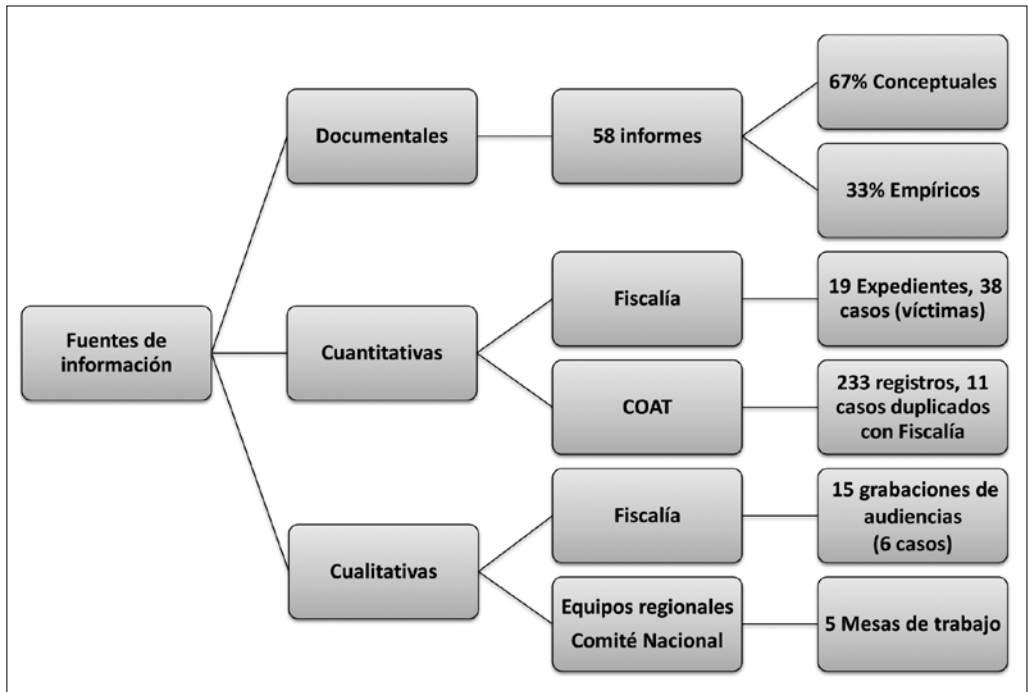 Fuentes de
información
Documentales
58 informes
67% Conceptuales
33% Empíricos
Cuantitativas
Fiscalía
19 Expedientes, 38
casos (víctimas)
COAT
233 registros, 11
casos duplicados
con Fiscalía
Cualitativas
Fiscalía
15 grabaciones de
audiencias
(6 casos)
Equipos regionales
Comité Nacional
5 Mesas de trabajo